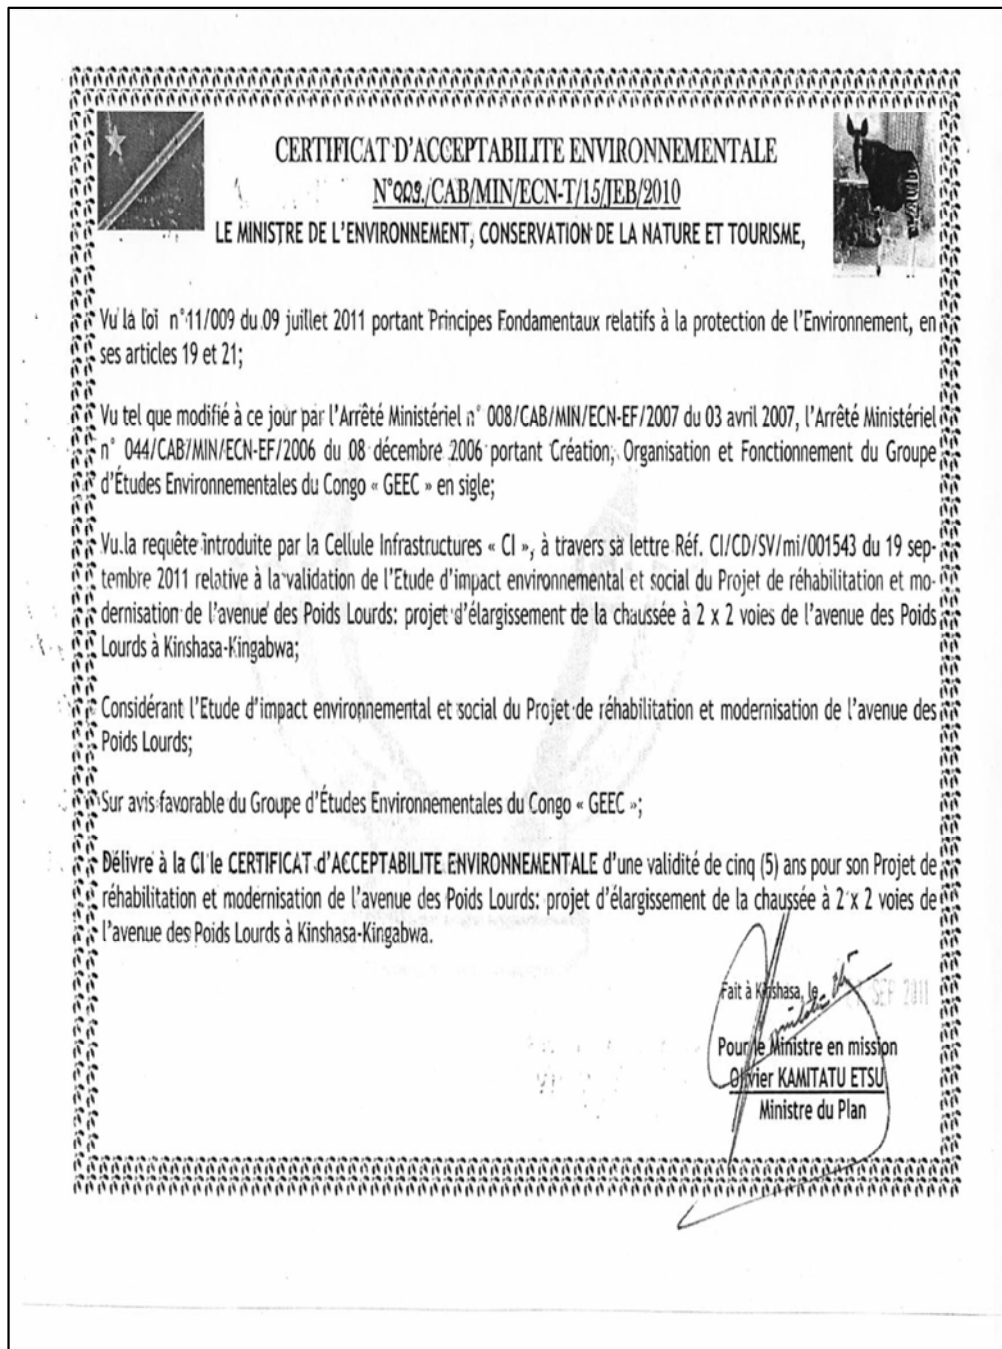 CERTIFICAT D'ACCEPTABILITE ENVIRONNEMENTALE
N°003./CAB/MIN/ECN-T/15/JEB/2010
LE MINISTRE DE L'ENVIRONNEMENT, CONSERVATION DE LA NATURE ET TOURISME,
Vu la loi n°11/009 du 09 juillet 2011 portant Principes Fondamentaux relatifs à la protection de l'Environnement, en
ses articles 19 et 21;
Vu tel que modifié à ce jour par l'Arrêté Ministériel n° 008/CAB/MIN/ECN-EF/2007 du 03 avril 2007, l'Arrêté Ministériel
n° 044/CAB/MIN/ECN-EF/2006 du 08 décembre 2006 portant Création, Organisation et Fonctionnement du Groupe
d'Études Environnementales du Congo « GEEC » en sigle;
Vu la requête introduite par la Cellule Infrastructures « CI », à travers sa lettre Réf. CI/CD/SV/mi/001543 du 19 sep-
tembre 2011 relative à la validation de l'Etude d'impact environnemental et social du Projet de réhabilitation et mo-
dernisation de l'avenue des Poids Lourds: projet d'élargissement de la chaussée à 2 x 2 voies de l'avenue des Poids
Lourds à Kinshasa-Kingabwa;
Considérant l'Etude d'impact environnemental et social du Projet de réhabilitation et modernisation de l'avenue des
Poids Lourds;
Sur avis favorable du Groupe d'Études Environnementales du Congo « GEEC »;
Délivre à la CI le CERTIFICAT d'ACCEPTABILITE ENVIRONNEMENTALE d'une validité de cinq (5) ans pour son Projet de
réhabilitation et modernisation de l'avenue des Poids Lourds: projet d'élargissement de la chaussée à 2 x 2 voies de
l'avenue des Poids Lourds à Kinshasa-Kingabwa.
Fait à Kinshasa, le SEP 2011
Pour le Ministre en mission
Olivier KAMITATU ETSU
Ministre du Plan